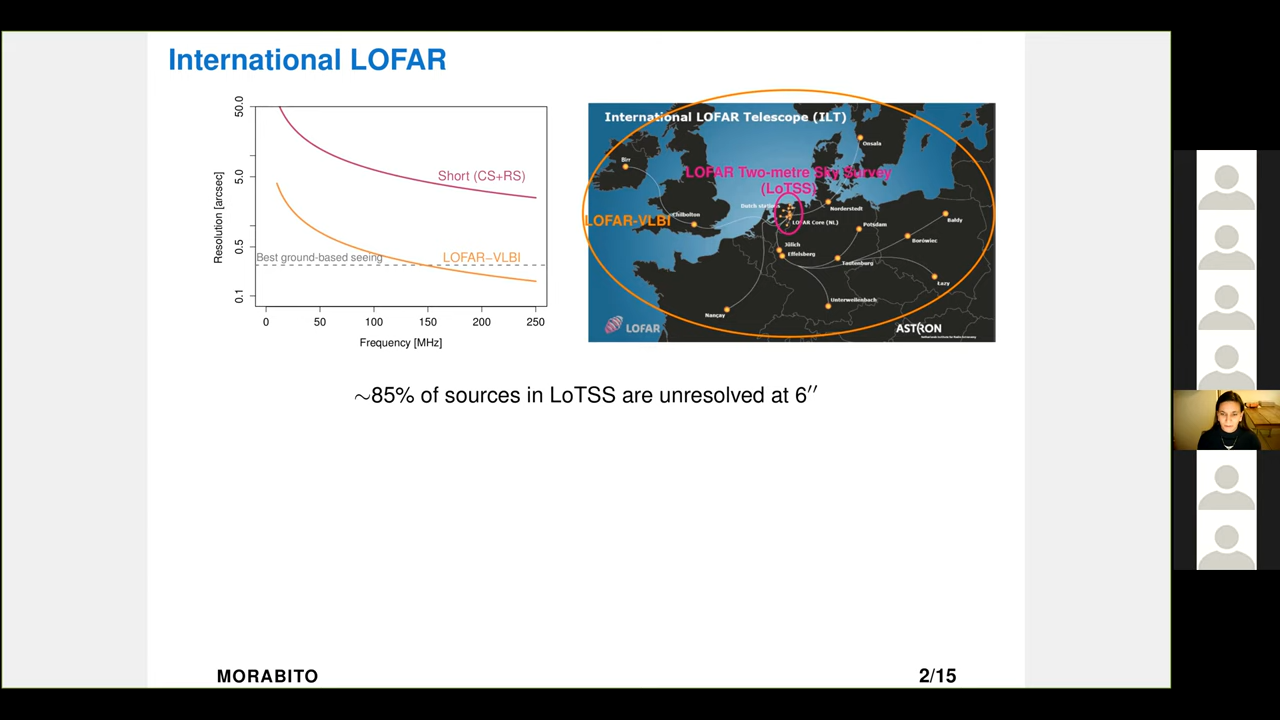 International LOFAR
50.0
5.0
0.5
0.1
Resolution [arcsec]
Short (CS+RS)
Best ground-based seeing
LOFAR−VLBI
0 50 100 150 200 250
Frequency [MHz]
International LOFAR Telescope (ILT)
Onsala
Birr
LOFAR Two-metre Sky Survey
(LoTSS)
Dutch stations
Norderstedt
LOFAR-VLBI
Chilbolton
LOFAR Core (NL)
Potsdam
Bałdy
Borówiec
Jülich
Effelsberg
Tautenburg
Łazy
Unterweilenbach
Nançay
LOFAR
ASTRON
∼85% of sources in LoTSS are unresolved at 6′′
MORABITO
2/15